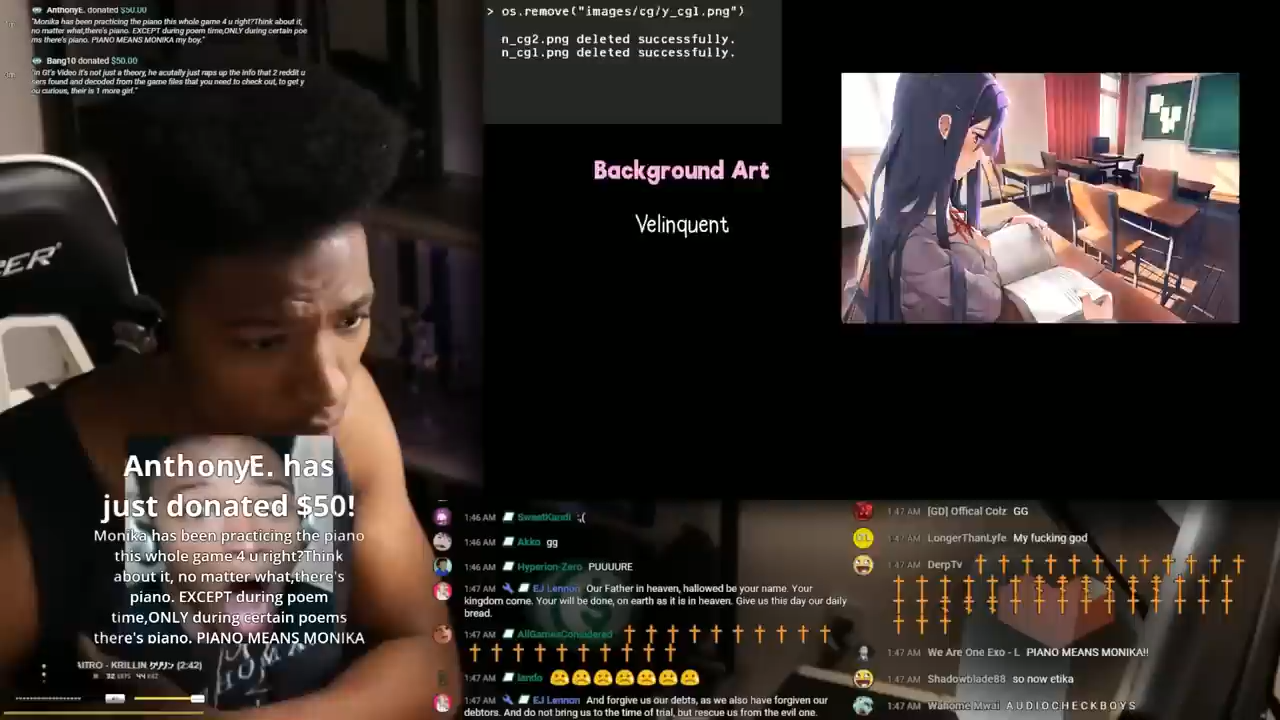 AnthonyE. donated $50.00
"Monika has been practicing the piano this whole game 4 u right?Think about it,
no matter what,there's piano. EXCEPT during poem time,ONLY during certain poe
ms there's piano. PIANO MEANS MONIKA my boy."
Bang10 donated $50.00
"In Gt's Video it's not just a theory, he acutally just raps up the info that 2 reddit u
sers found and decoded from the game files that you need to check out, to get y
ou curious, their is 1 more girl."
> os.remove("images/cg/y_cg1.png")
n_cg2.png deleted successfully.
n_cg1.png deleted successfully.
Background Art
Velinquent
AnthonyE. has
just donated $50!
Monika has been practicing the piano
this whole game 4 u right?Think
about it, no matter what,there's
piano. EXCEPT during poem
time,ONLY during certain poems
there's piano. PIANO MEANS MONIKA
NITRO - KRILLIN クリリン (2:42)
1:46 AM SweetKandi ;(
1:46 AM Akko gg
1:46 AM Hyperion-Zero PUUUURE
1:47 AM EJ Lennon Our Father in heaven, hallowed be your name. Your
kingdom come. Your will be done, on earth as it is in heaven. Give us this day our daily
bread.
1:47 AM AllGamesConsidered
1:47 AM lando
1:47 AM EJ Lennon And forgive us our debts, as we also have forgiven our
debtors. And do not bring us to the time of trial, but rescue us from the evil one.
1:47 AM [GD] Offical Colz GG
1:47 AM LongerThanLyfe My fucking god
1:47 AM DerpTv
1:47 AM We Are One Exo - L PIANO MEANS MONIKA!!
1:47 AM Shadowblade88 so now etika
1:47 AM Wahome Mwai A U D I O C H E C K B O Y S